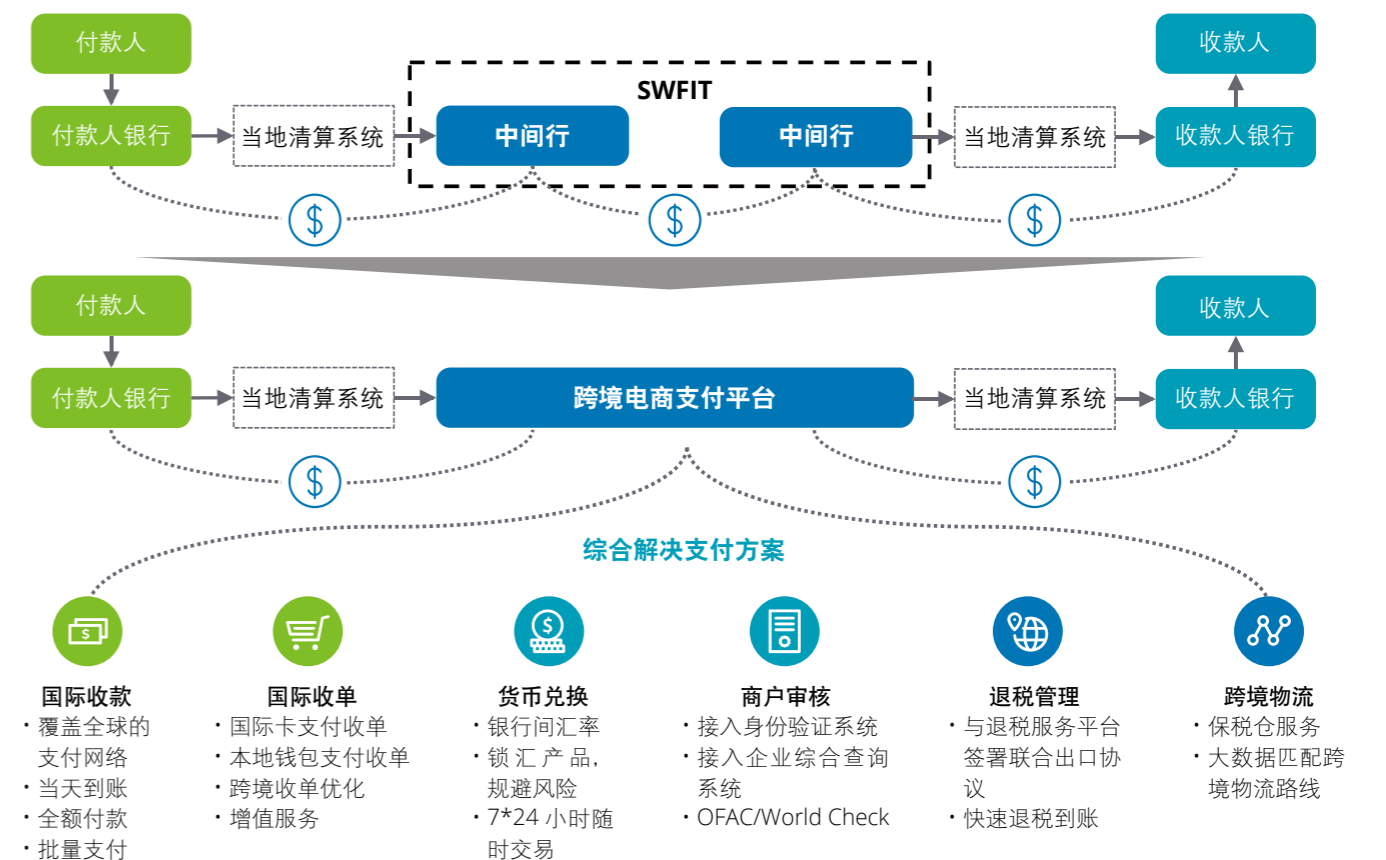 付款人
收款人
SWFIT
付款人银行
当地清算系统
中间行
中间行
当地清算系统
收款人银行
付款人
收款人
付款人银行
当地清算系统
跨境电商支付平台
当地清算系统
收款人银行
综合解决支付方案
国际收款
・覆盖全球的
支付网络
・当天到账
・全额付款
・批量支付
国际收单
・国际卡支付收单
・本地钱包支付收单
・跨境收单优化
・增值服务
货币兑换
・银行间汇率
・锁汇产品,
规避风险
・7*24 小时随
时交易
商户审核
・接入身份验证系统
・接入企业综合查询
系统
・OFAC/World Check
退税管理
・与退税服务平台
签署联合出口协
议
・快速退税到账
跨境物流
・保税仓服务
・大数据匹配跨
境物流路线